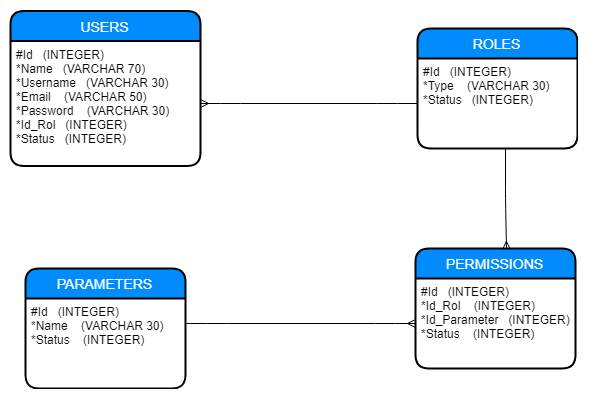 USERS
#Id (INTEGER)
*Name (VARCHAR 70)
*Username (VARCHAR 30)
*Email (VARCHAR 50)
*Password (VARCHAR 30)
*Id_Rol (INTEGER)
*Status (INTEGER)
ROLES
#Id (INTEGER)
*Type (VARCHAR 30)
*Status (INTEGER)
PARAMETERS
#Id (INTEGER)
*Name (VARCHAR 30)
*Status (INTEGER)
PERMISSIONS
#Id (INTEGER)
*Id_Rol (INTEGER)
*Id_Parameter (INTEGER)
*Status (INTEGER)